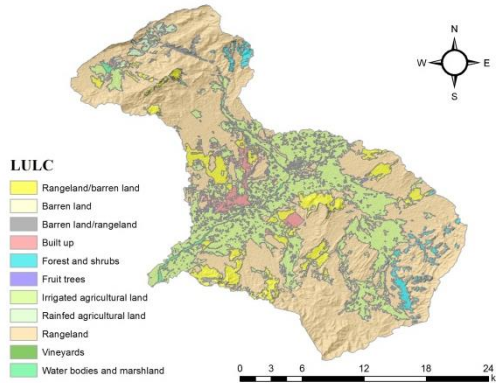 N
W E
S
LULC
Rangeland/barren land
Barren land
Barren land/rangeland
Built up
Forest and shrubs
Fruit trees
Irrigated agricultural land
Rainfed agricultural land
Rangeland
Vineyards
Water bodies and marshland
0 3 6 12 18 24
k